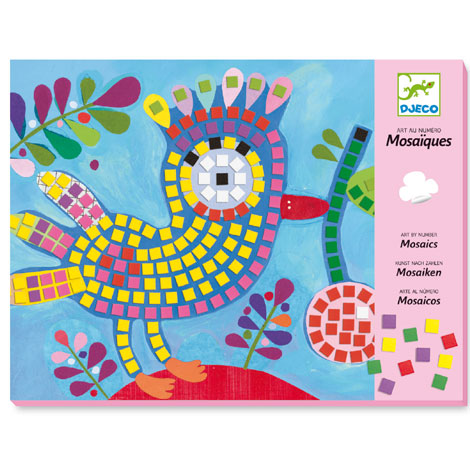 DJECO
ART AU NUMÉRO
Mosaïques
ART BY NUMBER
Mosaics
KUNST NACH ZAHLEN
Mosaiken
ARTE AL NÚMERO
Mosaicos